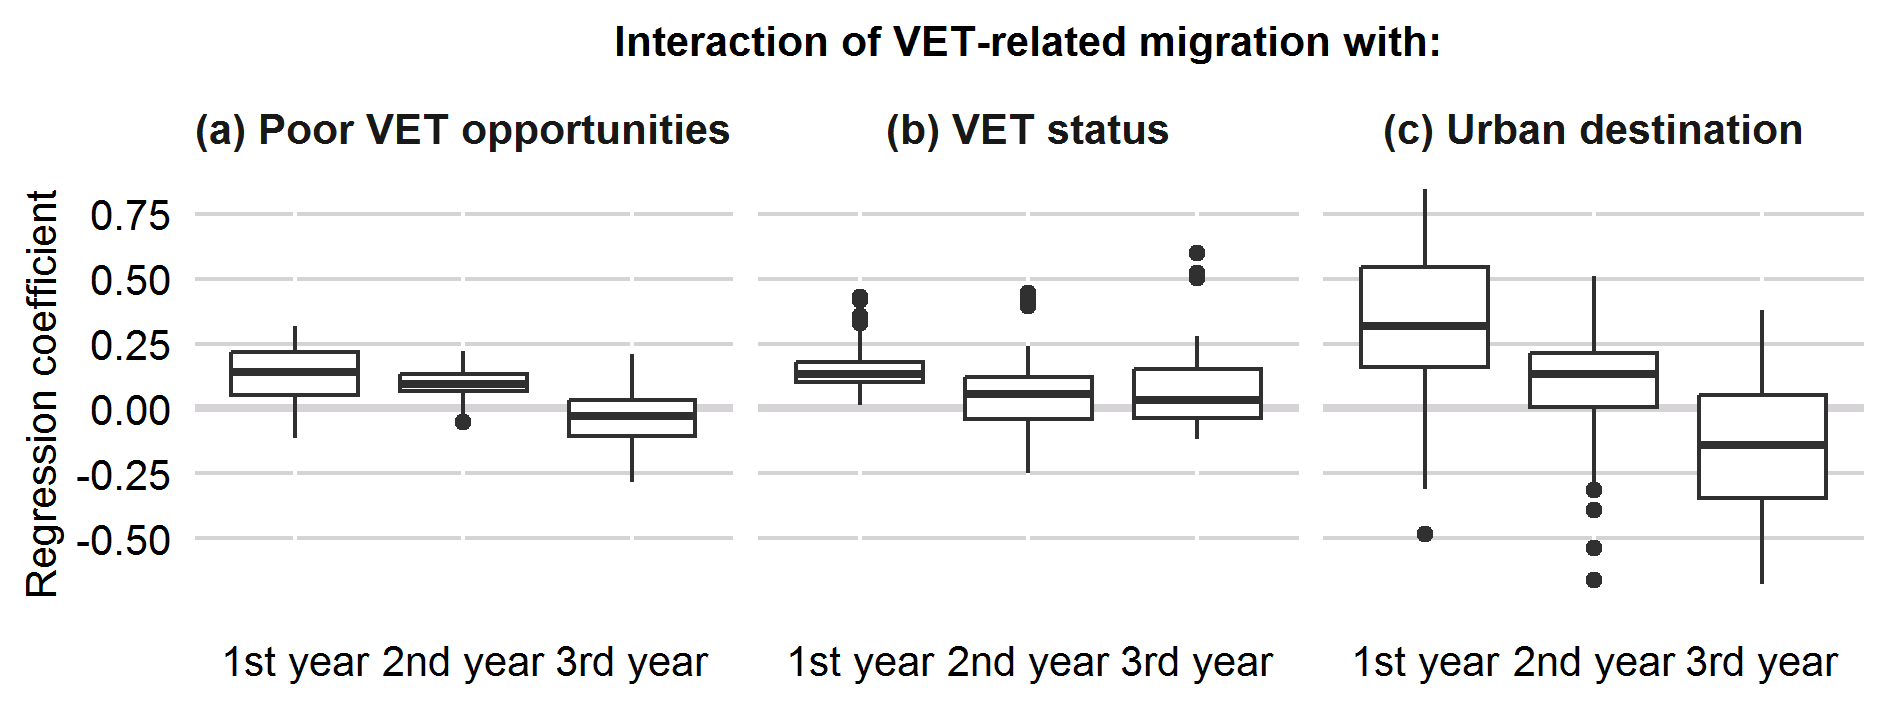 Interaction of VET-related migration with:
(a) Poor VET opportunities
(b) VET status
(c) Urban destination
Regression coefficient
0.75
0.50
0.25
0.00
-0.25
-0.50
1st year 2nd year 3rd year
1st year 2nd year 3rd year
1st year 2nd year 3rd year